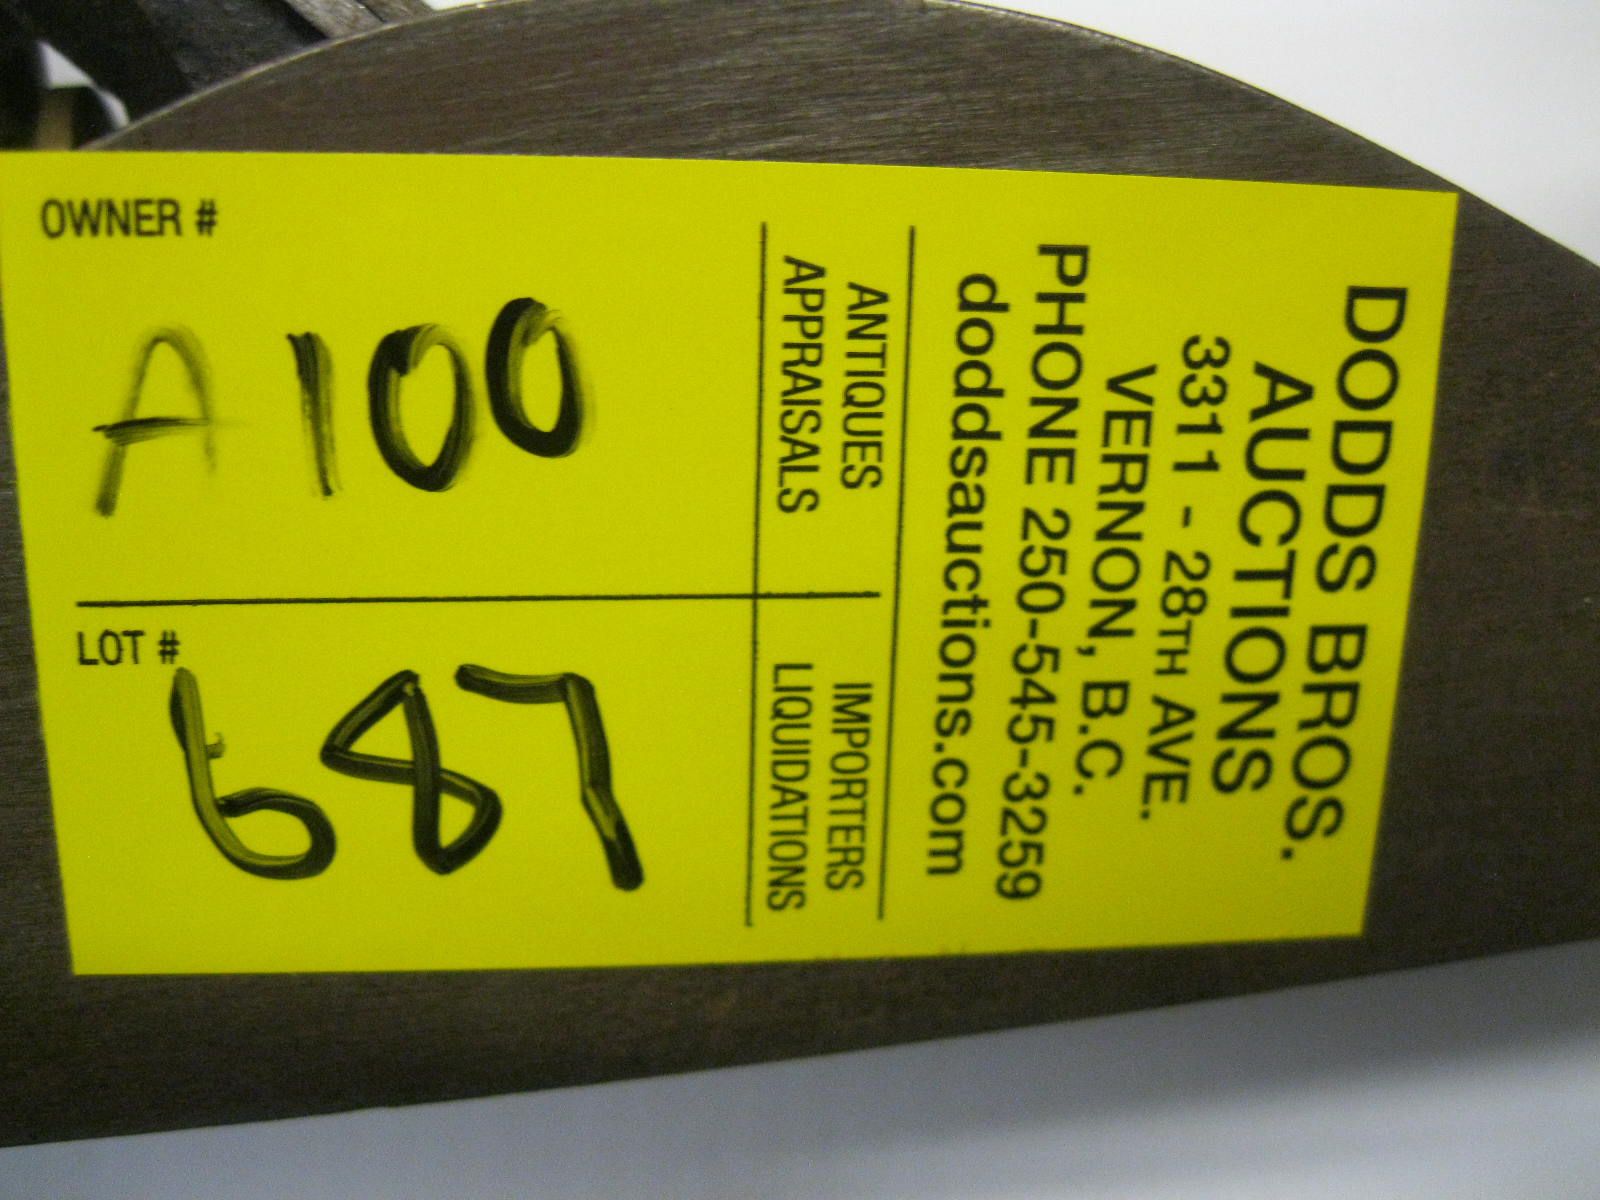 DODDS BROS.
AUCTIONS
3311 - 28TH AVE.
VERNON, B.C.
PHONE 250-545-3259
doddsauctions.com
ANTIQUES
APPRAISALS
IMPORTERS
LIQUIDATIONS
OWNER #
A100
LOT #
687